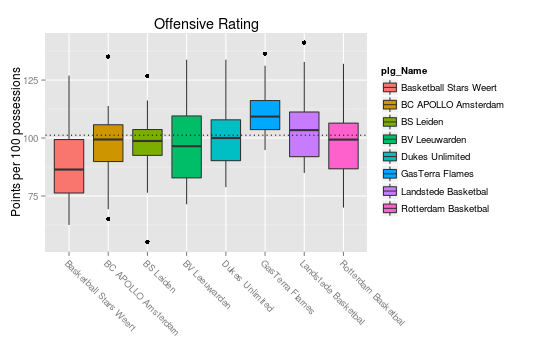 Offensive Rating
Points per 100 possessions
125
100
75
Basketball Stars Weert
BC APOLLO Amsterdam
BS Leiden
BV Leeuwarden
Dukes Unlimited
GasTerra Flames
Landstede Basketbal
Rotterdam Basketbal
plg_Name
Basketball Stars Weert
BC APOLLO Amsterdam
BS Leiden
BV Leeuwarden
Dukes Unlimited
GasTerra Flames
Landstede Basketbal
Rotterdam Basketbal